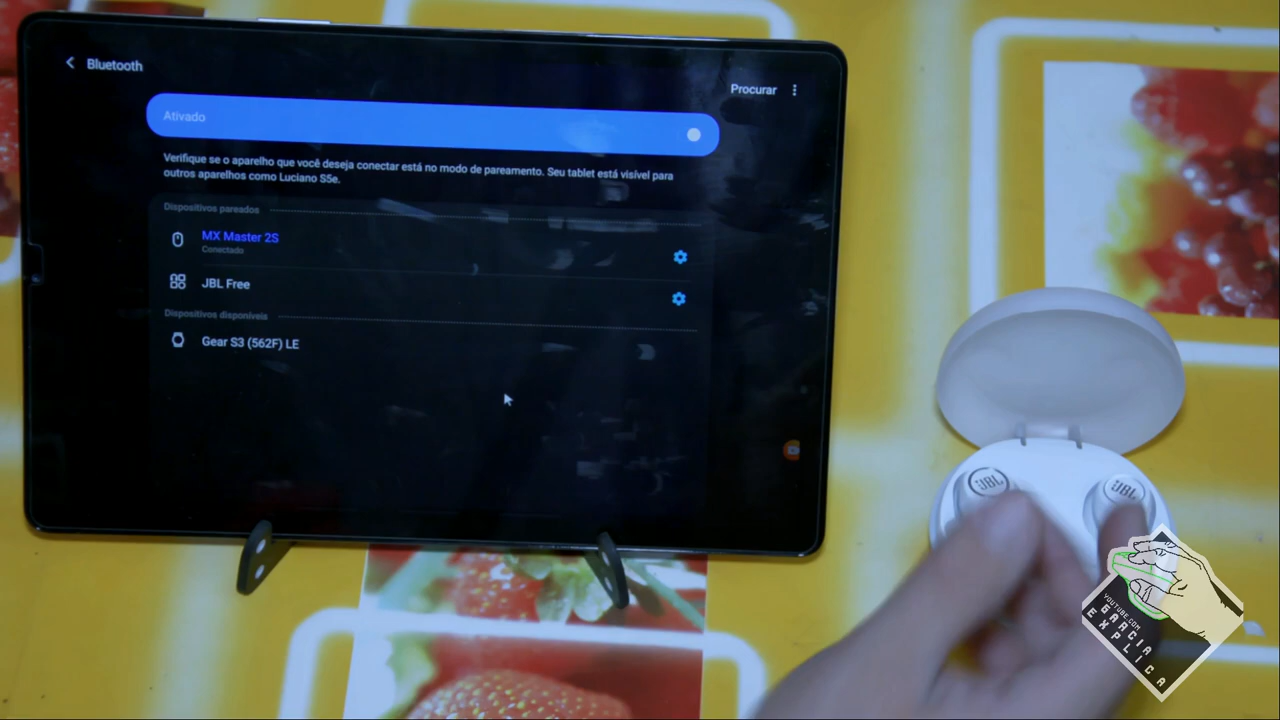 Bluetooth
Procurar
Ativado
Verifique se o aparelho que você deseja conectar está no modo de pareamento. Seu tablet está visível para
outros aparelhos como Luciano S5e.
Dispositivos pareados
MX Master 2S
Conectado
JBL Free
Dispositivos disponíveis
Gear S3 (562F) LE
JBL
JBL
YOUTUBE.COM
GARCIA
EXPLICA